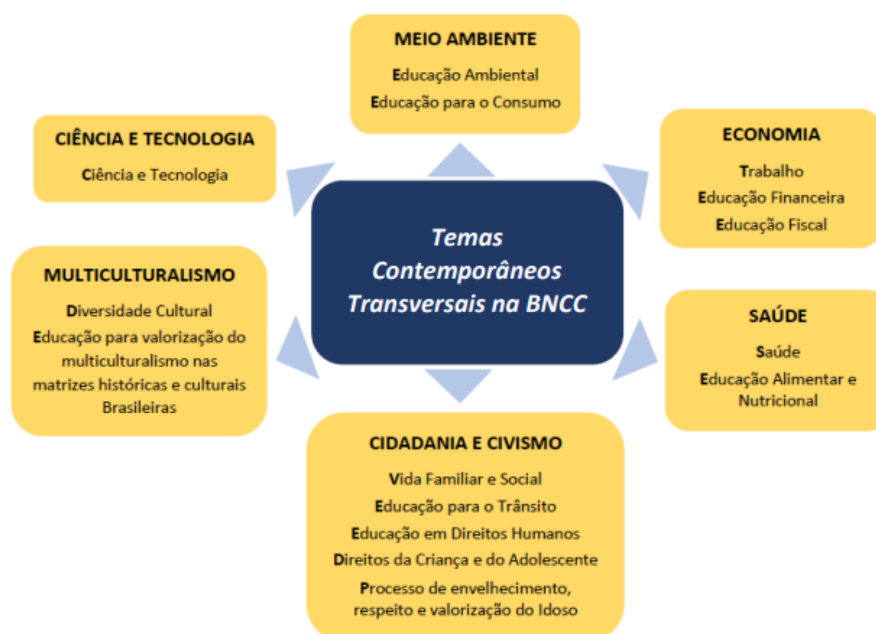 MEIO AMBIENTE
Educação Ambiental
Educação para o Consumo
CIÊNCIA E TECNOLOGIA
Ciência e Tecnologia
ECONOMIA
Trabalho
Educação Financeira
Educação Fiscal
Temas
Contemporâneos
Transversais na BNCC
MULTICULTURALISMO
Diversidade Cultural
Educação para valorização do
multiculturalismo nas
matrizes históricas e culturais
Brasileiras
SAÚDE
Saúde
Educação Alimentar e
Nutricional
CIDADANIA E CIVISMO
Vida Familiar e Social
Educação para o Trânsito
Educação em Direitos Humanos
Direitos da Criança e do Adolescente
Processo de envelhecimento,
respeito e valorização do Idoso